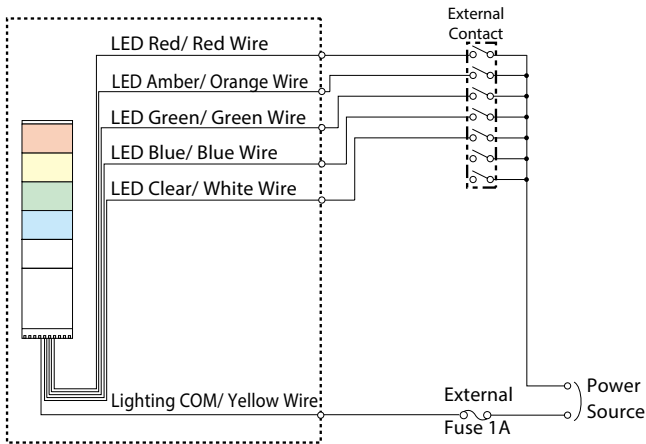 External
Contact
LED Red/ Red Wire
LED Amber/ Orange Wire
LED Green/ Green Wire
LED Blue/ Blue Wire
LED Clear/ White Wire
Lighting COM/ Yellow Wire
External
Fuse 1A
Power
Source